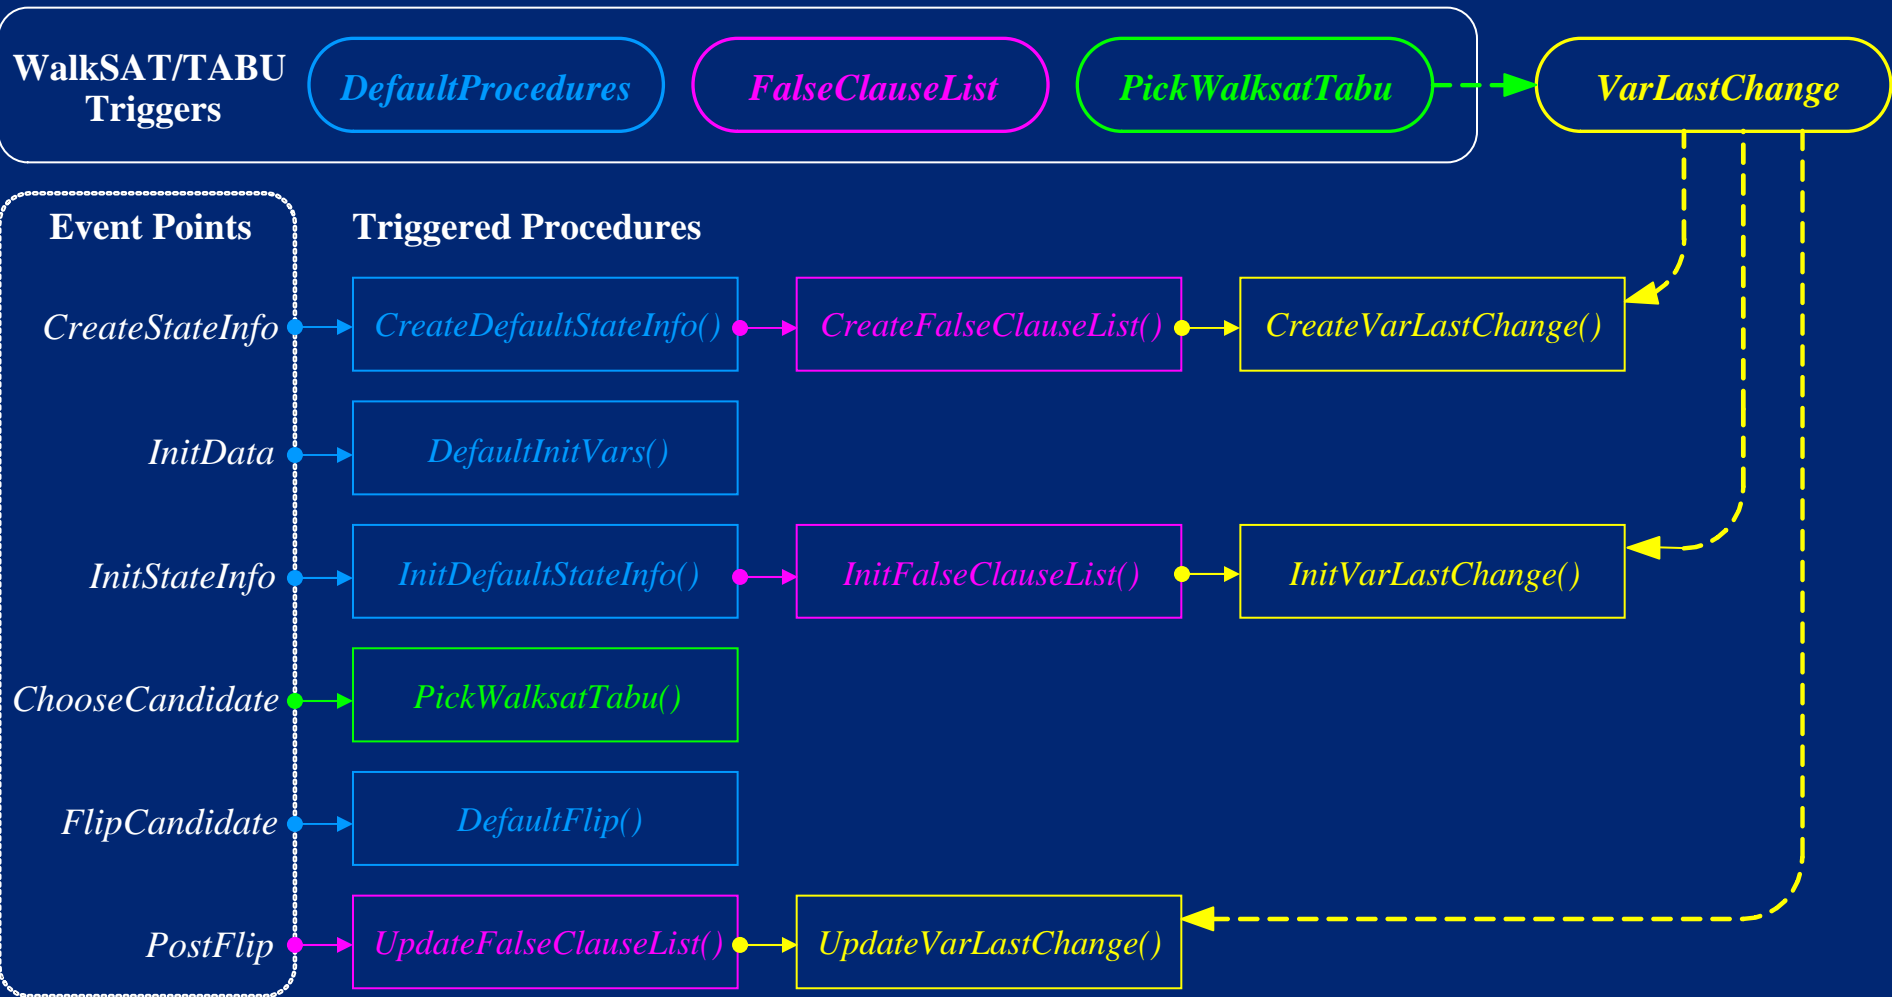 WalkSAT/TABU
Triggers
DefaultProcedures
FalseClauseList
PickWalksatTabu
VarLastChange
Event Points
Triggered Procedures
CreateStateInfo
CreateDefaultStateInfo()
CreateFalseClauseList()
CreateVarLastChange()
InitData
DefaultInitVars()
InitStateInfo
InitDefaultStateInfo()
InitFalseClauseList()
InitVarLastChange()
ChooseCandidate
PickWalksatTabu()
FlipCandidate
DefaultFlip()
PostFlip
UpdateFalseClauseList()
UpdateVarLastChange()